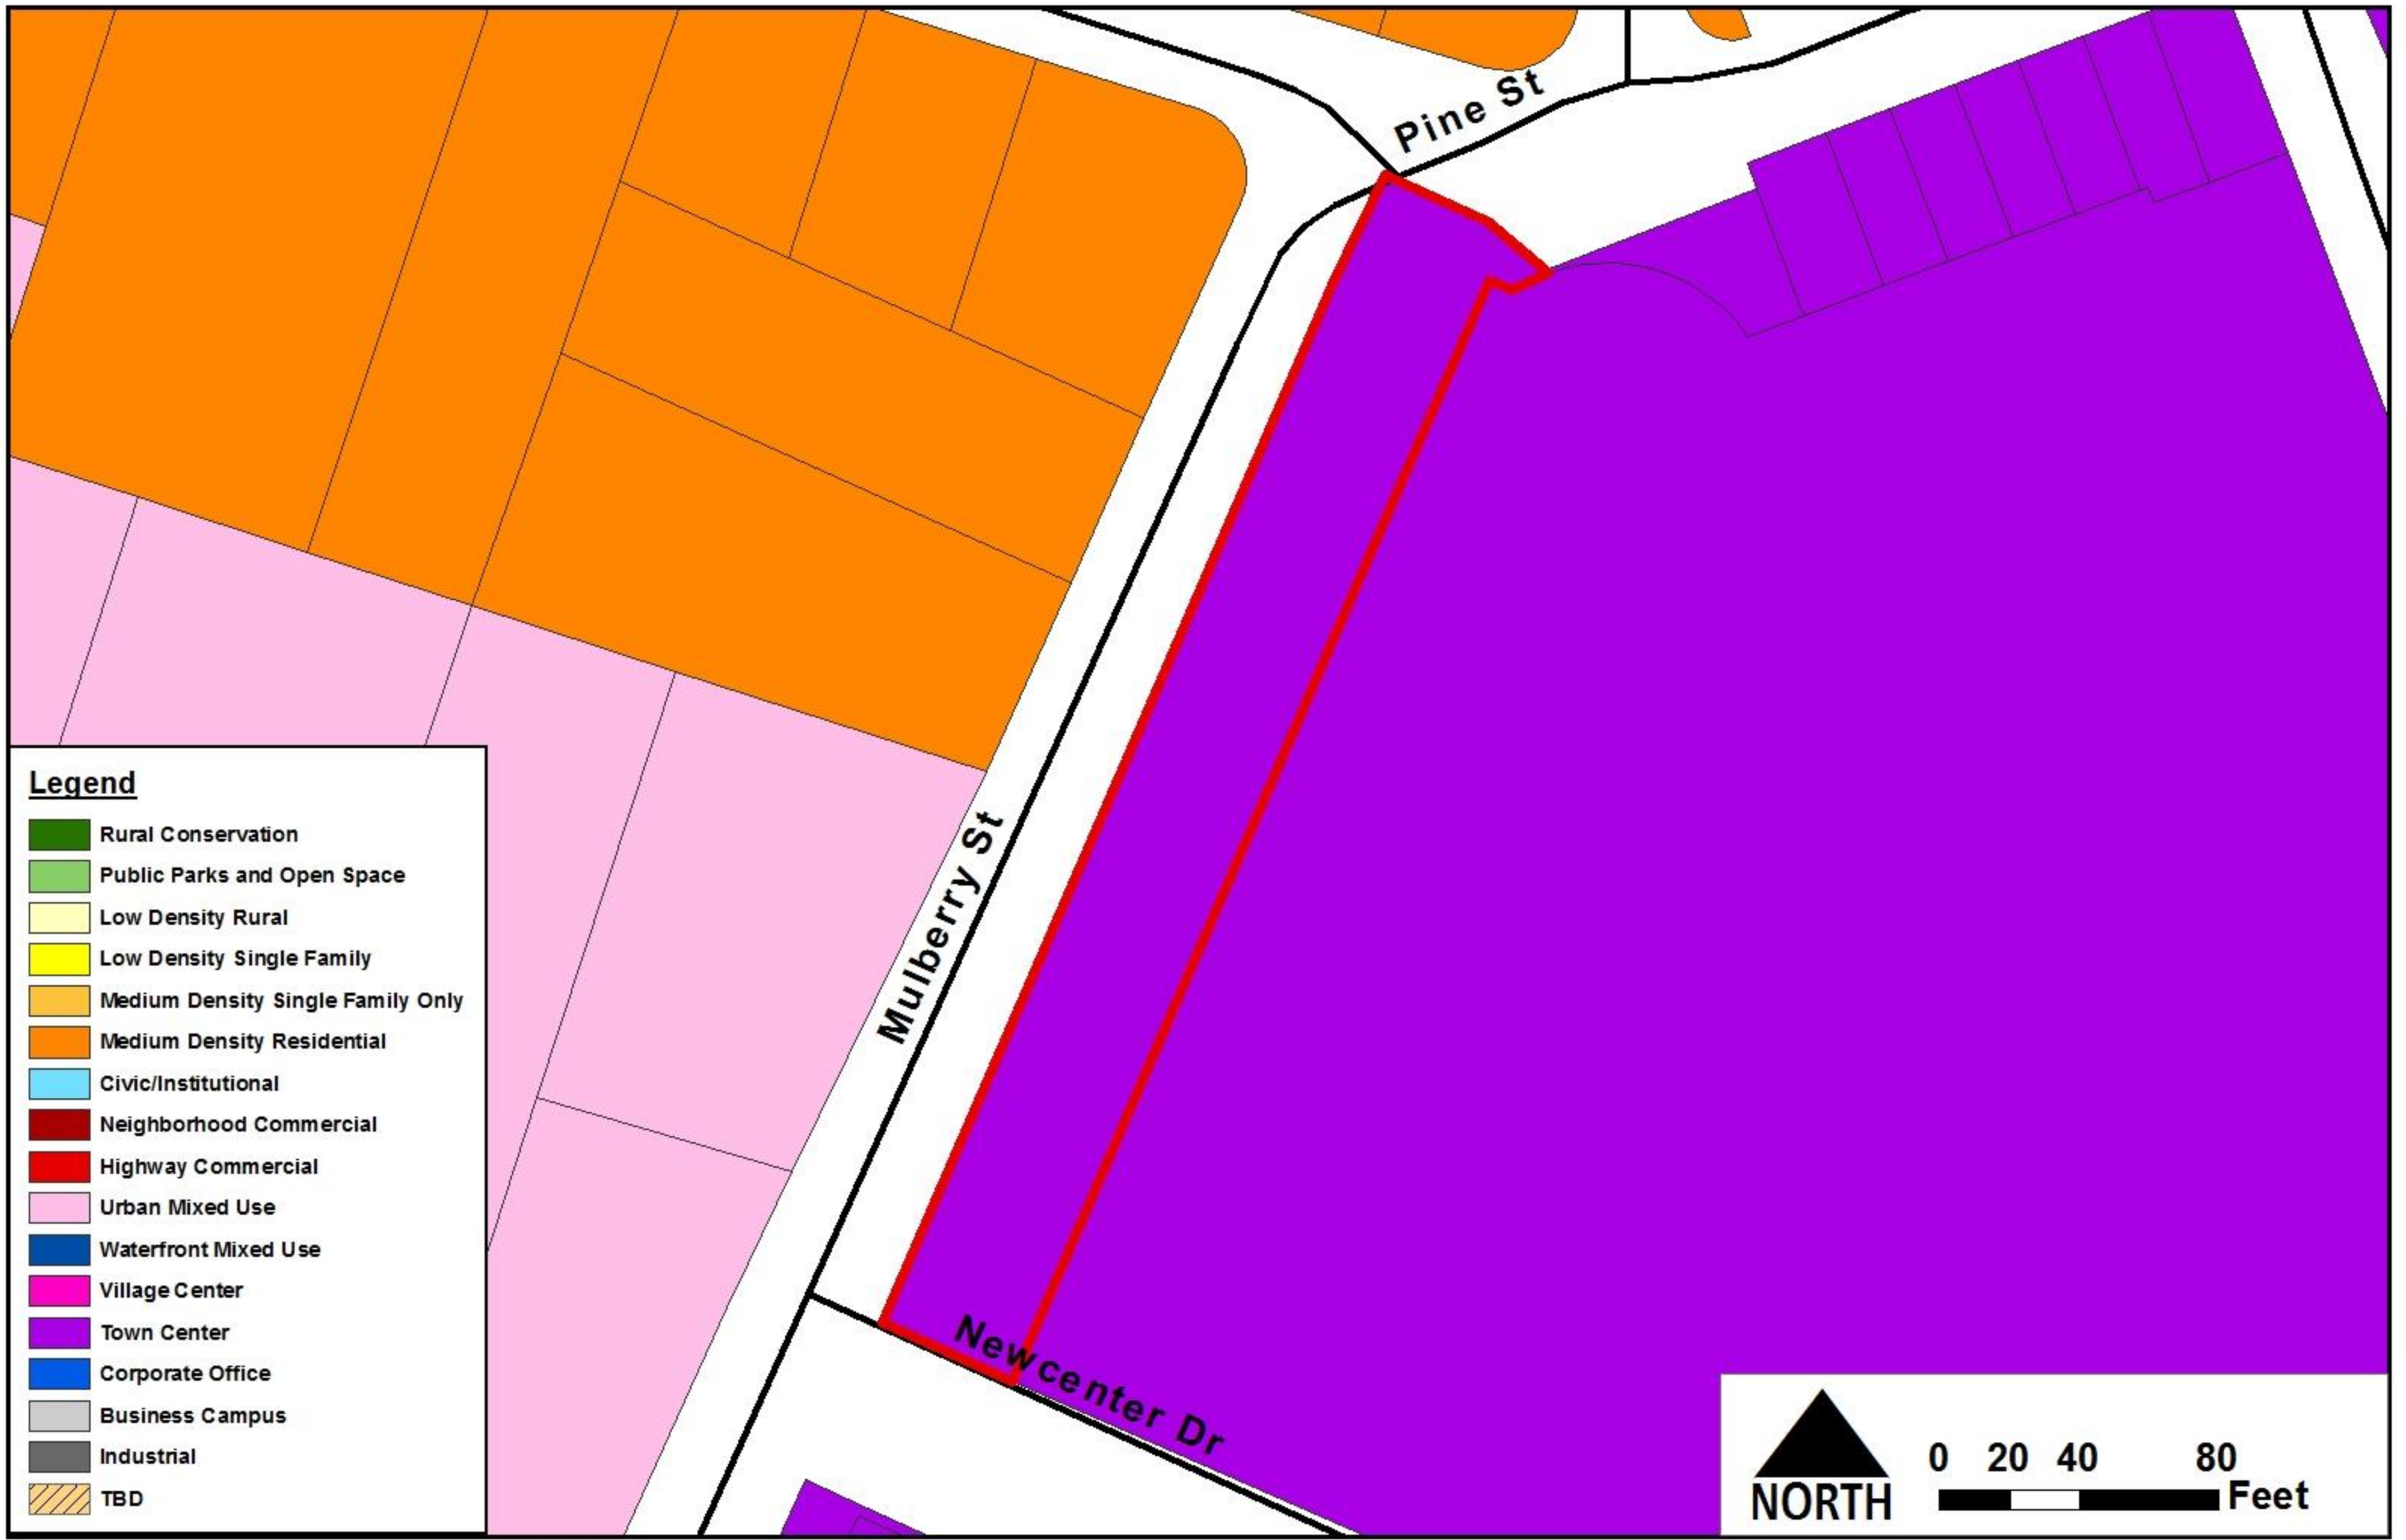 Pine St
Mulberry St
Newcenter Dr
Legend
Rural Conservation
Public Parks and Open Space
Low Density Rural
Low Density Single Family
Medium Density Single Family Only
Medium Density Residential
Civic/Institutional
Neighborhood Commercial
Highway Commercial
Urban Mixed Use
Waterfront Mixed Use
Village Center
Town Center
Corporate Office
Business Campus
Industrial
TBD
NORTH
0 20 40 80
Feet